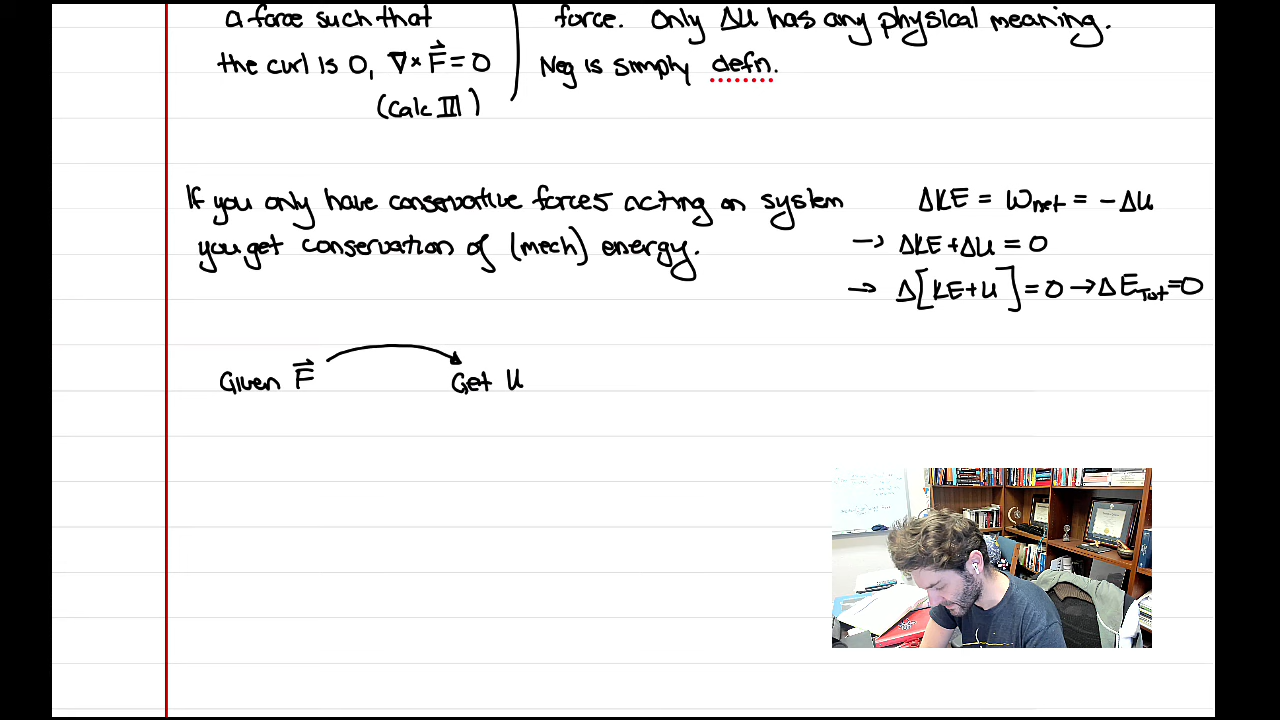 a force such that
the curl is 0, ∇×F⃗=0
(Calc III)
force. Only ΔU has any physical meaning.
Neg is simply defn.
If you only have conservative forces acting on system
you get conservation of (mech) energy.
ΔKE = Wnet = -ΔU
→ ΔKE+ΔU = 0
→ Δ[KE+U] = 0 → ΔETot=0
Given F⃗ Get U